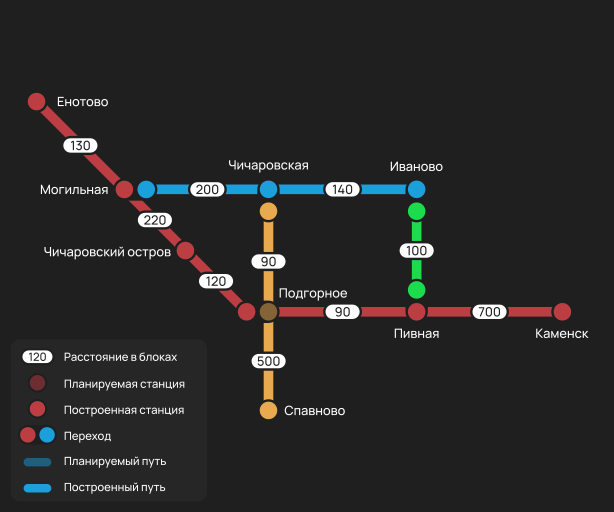 Енотово
130
Чичаровская
Иваново
Могильная
200
140
220
Чичаровский остров
90
100
120
Подгорное
90
700
Пивная
Каменск
500
Спавново
120
Расстояние в блоках
Планируемая станция
Построенная станция
Переход
Планируемый путь
Построенный путь